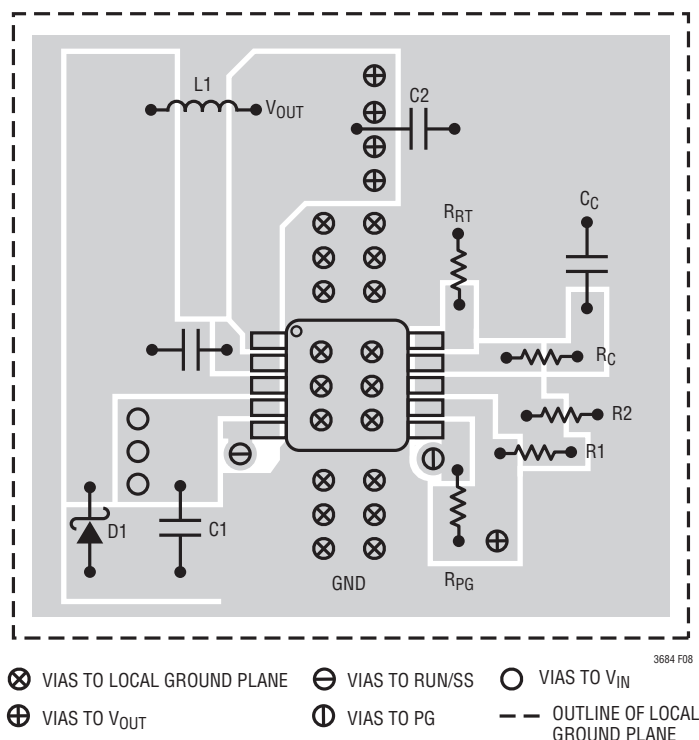 L1
VOUT
C2
RRT
CC
RC
R2
R1
D1
C1
GND
RPG
3684 F08
VIAS TO LOCAL GROUND PLANE
VIAS TO RUN/SS
VIAS TO VIN
VIAS TO VOUT
VIAS TO PG
OUTLINE OF LOCAL
GROUND PLANE